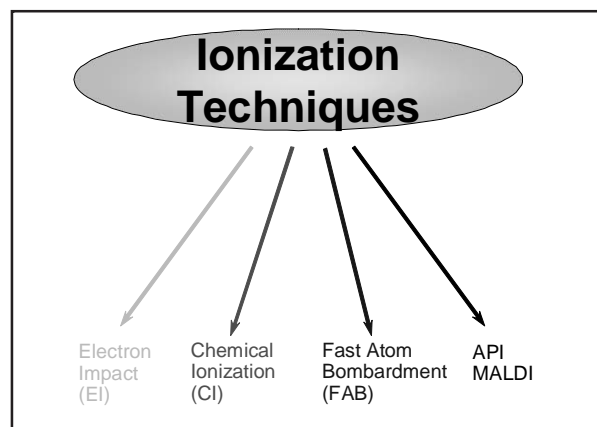 Ionization
Techniques
Electron
Impact
(EI)
Chemical
Ionization
(CI)
Fast Atom
Bombardment
(FAB)
API
MALDI